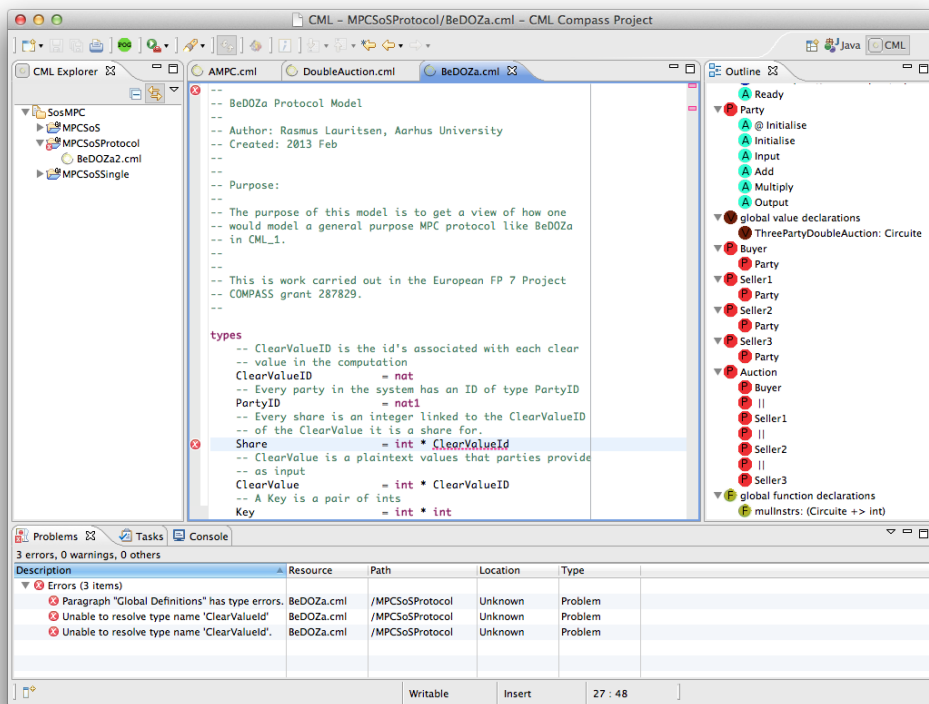 CML – MPCSoSProtocol/BeDOZa.cml – CML Compass Project
POG
Java
CML
CML Explorer
SosMPC
MPCSoS
MPCSoSProtocol
BeDOZa2.cml
MPCSoSSingle
AMPC.cml
DoubleAuction.cml
BeDOZa.cml
--
-- BeDOZa Protocol Model
--
-- Author: Rasmus Lauritsen, Aarhus University
-- Created: 2013 Feb
--
--
-- Purpose:
--
-- The purpose of this model is to get a view of how one
-- would model a general purpose MPC protocol like BeDOZa
-- in CML_1.
--
--
-- This is work carried out in the European FP 7 Project
-- COMPASS grant 287829.
--
types
-- ClearValueID is the id's associated with each clear
-- value in the computation
ClearValueID = nat
-- Every party in the system has an ID of type PartyID
PartyID = nat1
-- Every share is an integer linked to the ClearValueID
-- of the ClearValue it is a share for.
Share = int * ClearValueId
-- ClearValue is a plaintext values that parties provide
-- as input
ClearValue = int * ClearValueID
-- A Key is a pair of ints
Key = int * int
Outline
A Ready
P Party
A @ Initialise
A Initialise
A Input
A Add
A Multiply
A Output
V global value declarations
V ThreePartyDoubleAuction: Circuite
P Buyer
P Party
P Seller1
P Party
P Seller2
P Party
P Seller3
P Party
P Auction
P Buyer
P ||
P Seller1
P ||
P Seller2
P ||
P Seller3
F global function declarations
F mulInstrs: (Circuite +> int)
Problems
Tasks
Console
3 errors, 0 warnings, 0 others
Description Resource Path Location Type
Errors (3 items)
Paragraph "Global Definitions" has type errors. BeDOZa.cml /MPCSoSProtocol Unknown Problem
Unable to resolve type name 'ClearValueId' BeDOZa.cml /MPCSoSProtocol Unknown Problem
Unable to resolve type name 'ClearValueId'. BeDOZa.cml /MPCSoSProtocol Unknown Problem
Writable Insert 27 : 48